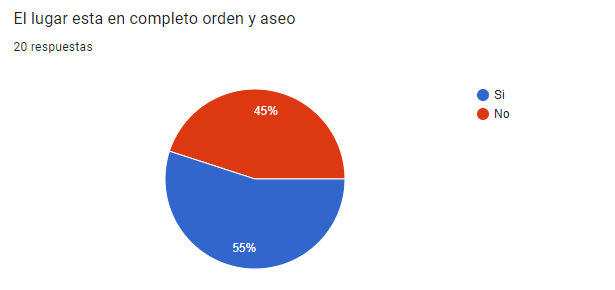 El lugar esta en completo orden y aseo
20 respuestas
45%
55%
Si
No